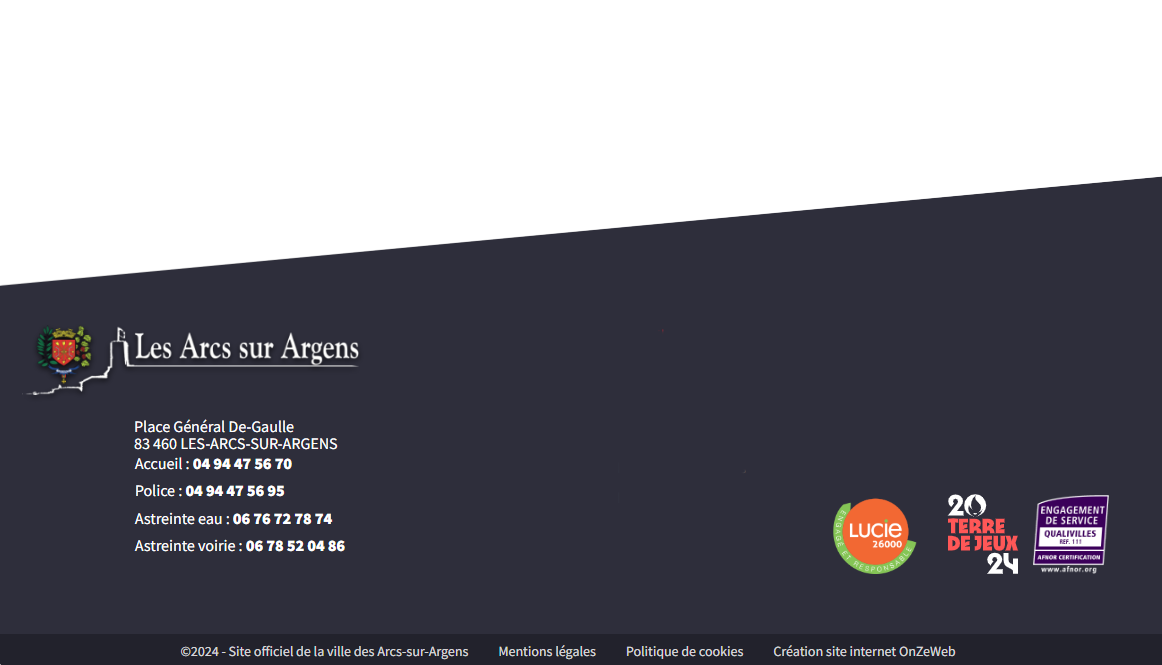 Les Arcs sur Argens
Place Général De-Gaulle
83 460 LES-ARCS-SUR-ARGENS
Accueil : 04 94 47 56 70
Police : 04 94 47 56 95
Astreinte eau : 06 76 72 78 74
Astreinte voirie : 06 78 52 04 86
LUCIE
26000
ENGAGÉ ET RESPONSABLE
20
TERRE
DE JEUX
24
ENGAGEMENT
DE SERVICE
QUALIVILLES
REF. 111
AFNOR CERTIFICATION
www.afnor.org
©2024 - Site officiel de la ville des Arcs-sur-Argens
Mentions légales
Politique de cookies
Création site internet OnZeWeb